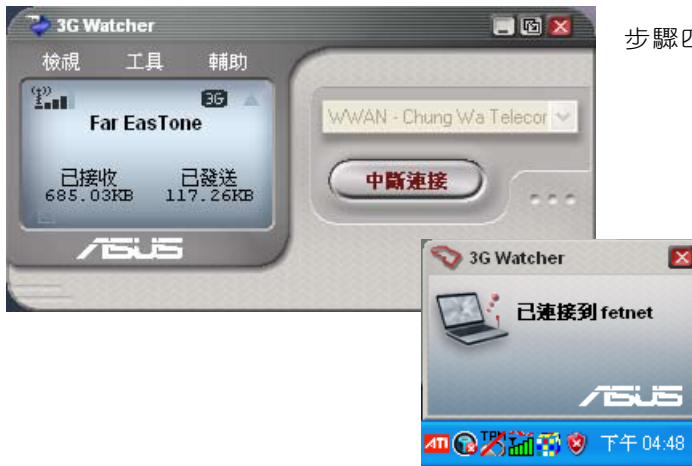 3G Watcher
檢視 工具 輔助
3G
Far EasTone
已接收 已發送
685.03KB 117.26KB
ASUS
WWAN - Chung Wa Telecor
中斷連接
步驟四
3G Watcher
已連接到 fetnet
ASUS
ATI TPM 下午 04:48